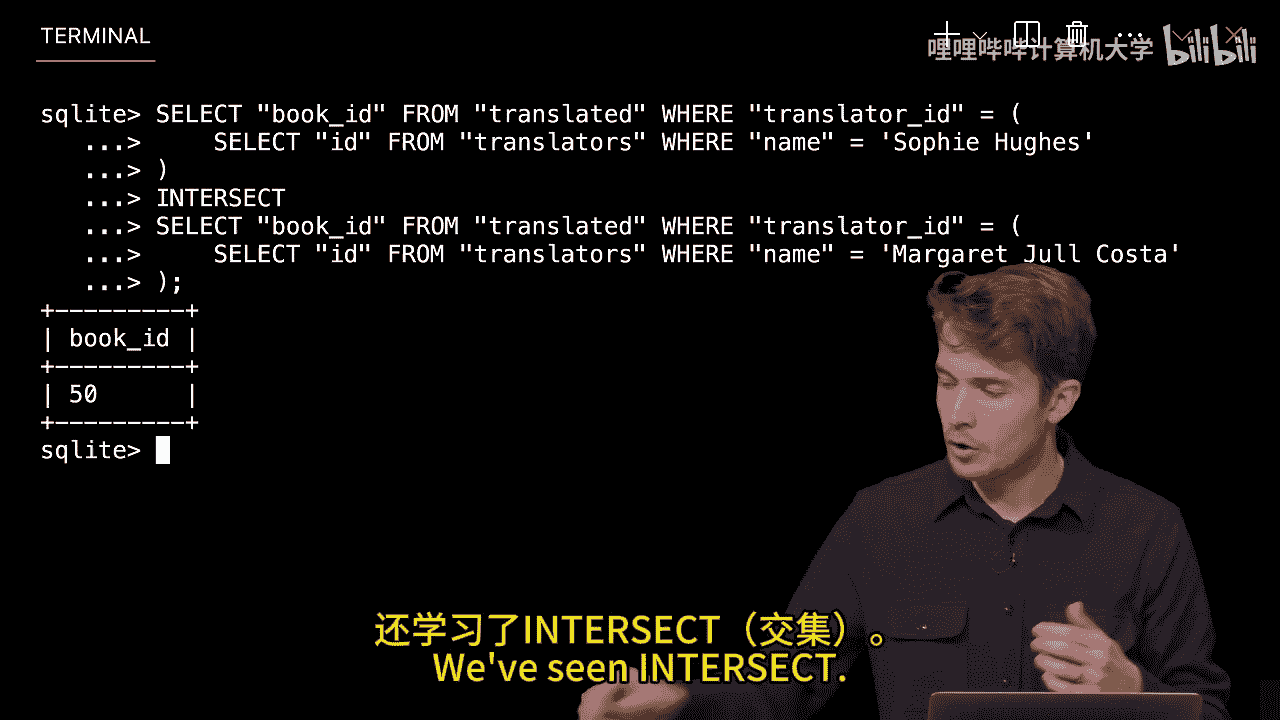 TERMINAL
哩哩哔哔计算机大学 bilibili
sqlite> SELECT "book_id" FROM "translated" WHERE "translator_id" = (
   ...>     SELECT "id" FROM "translators" WHERE "name" = 'Sophie Hughes'
   ...> )
   ...> INTERSECT
   ...> SELECT "book_id" FROM "translated" WHERE "translator_id" = (
   ...>     SELECT "id" FROM "translators" WHERE "name" = 'Margaret Jull Costa'
   ...> );
+---------+
| book_id |
+---------+
| 50      |
+---------+
sqlite>
还学习了INTERSECT（交集）。
We've seen INTERSECT.